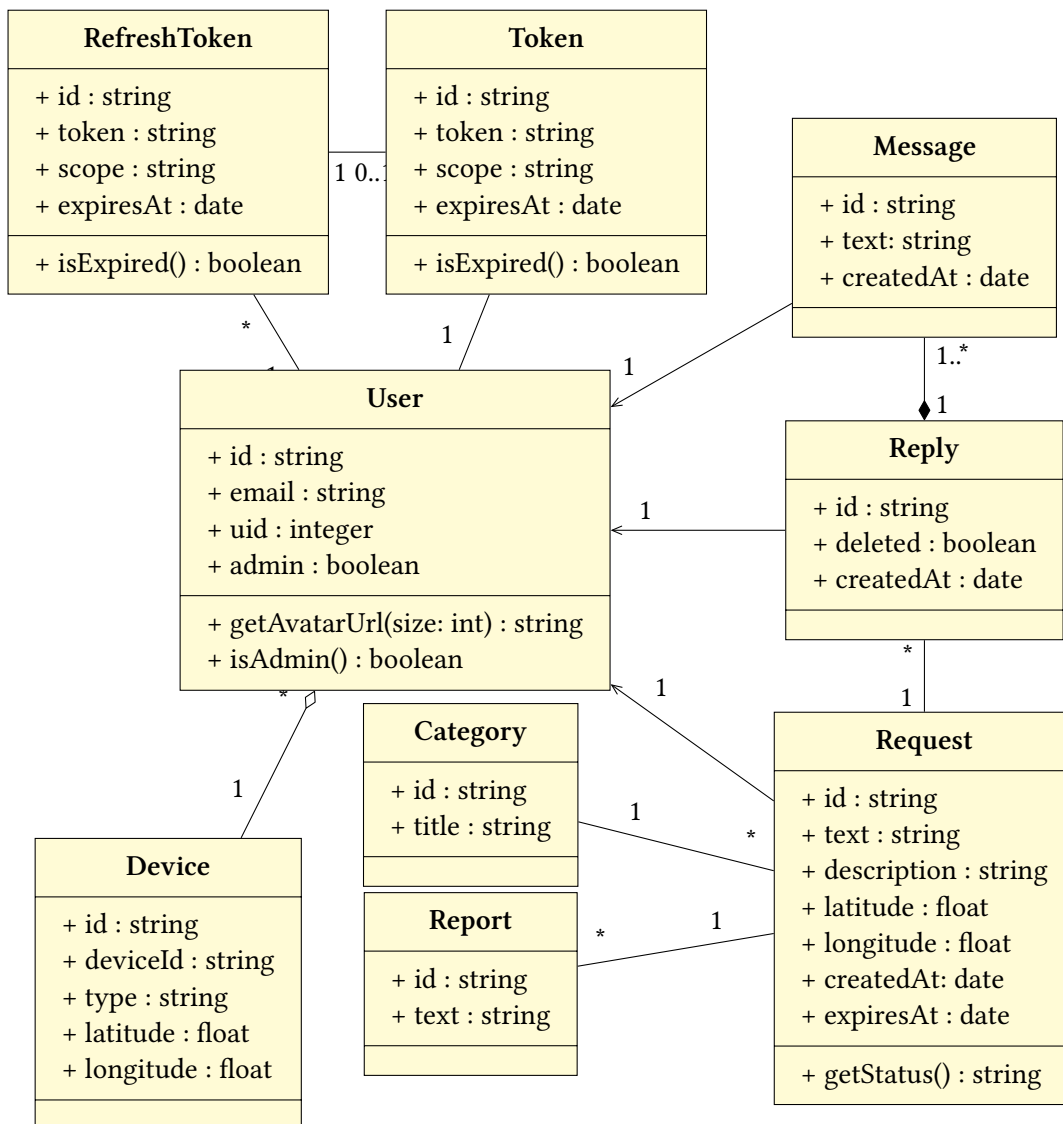 RefreshToken
+ id : string
+ token : string
+ scope : string
+ expiresAt : date
+ isExpired() : boolean
Token
+ id : string
+ token : string
+ scope : string
+ expiresAt : date
+ isExpired() : boolean
1 0..1
Message
+ id : string
+ text: string
+ createdAt : date
*
1
1
1..*
1
User
+ id : string
+ email : string
+ uid : integer
+ admin : boolean
+ getAvatarUrl(size: int) : string
+ isAdmin() : boolean
1
Reply
+ id : string
+ deleted : boolean
+ createdAt : date
*
1
*
1
Category
+ id : string
+ title : string
1
*
Request
+ id : string
+ text : string
+ description : string
+ latitude : float
+ longitude : float
+ createdAt: date
+ expiresAt : date
+ getStatus() : string
1
Device
+ id : string
+ deviceId : string
+ type : string
+ latitude : float
+ longitude : float
Report
+ id : string
+ text : string
*
1